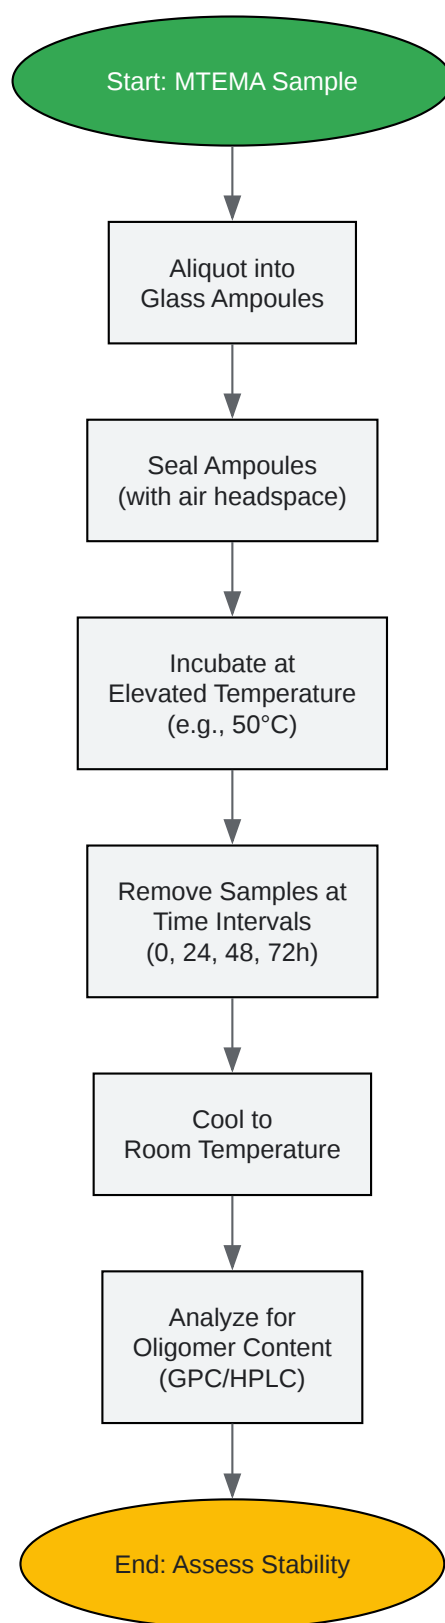 Start: MTEMA Sample
Aliquot into
Glass Ampoules
Seal Ampoules
(with air headspace)
Incubate at
Elevated Temperature
(e.g., 50°C)
Remove Samples at
Time Intervals
(0, 24, 48, 72h)
Cool to
Room Temperature
Analyze for
Oligomer Content
(GPC/HPLC)
End: Assess Stability